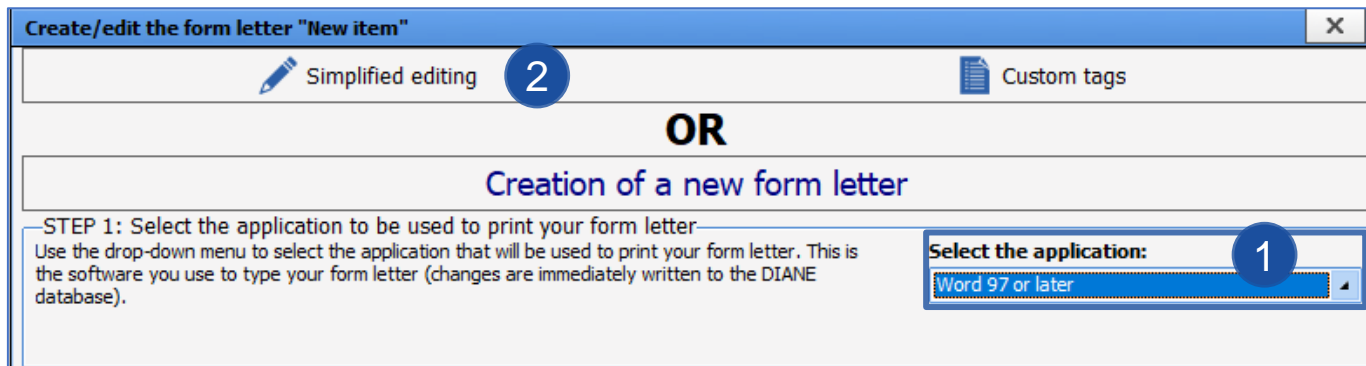 Create/edit the form letter "New item"
Simplified editing 2 Custom tags
OR
Creation of a new form letter
STEP 1: Select the application to be used to print your form letter
Use the drop-down menu to select the application that will be used to print your form letter. This is
the software you use to type your form letter (changes are immediately written to the DIANE
database).
Select the application: 1
Word 97 or later